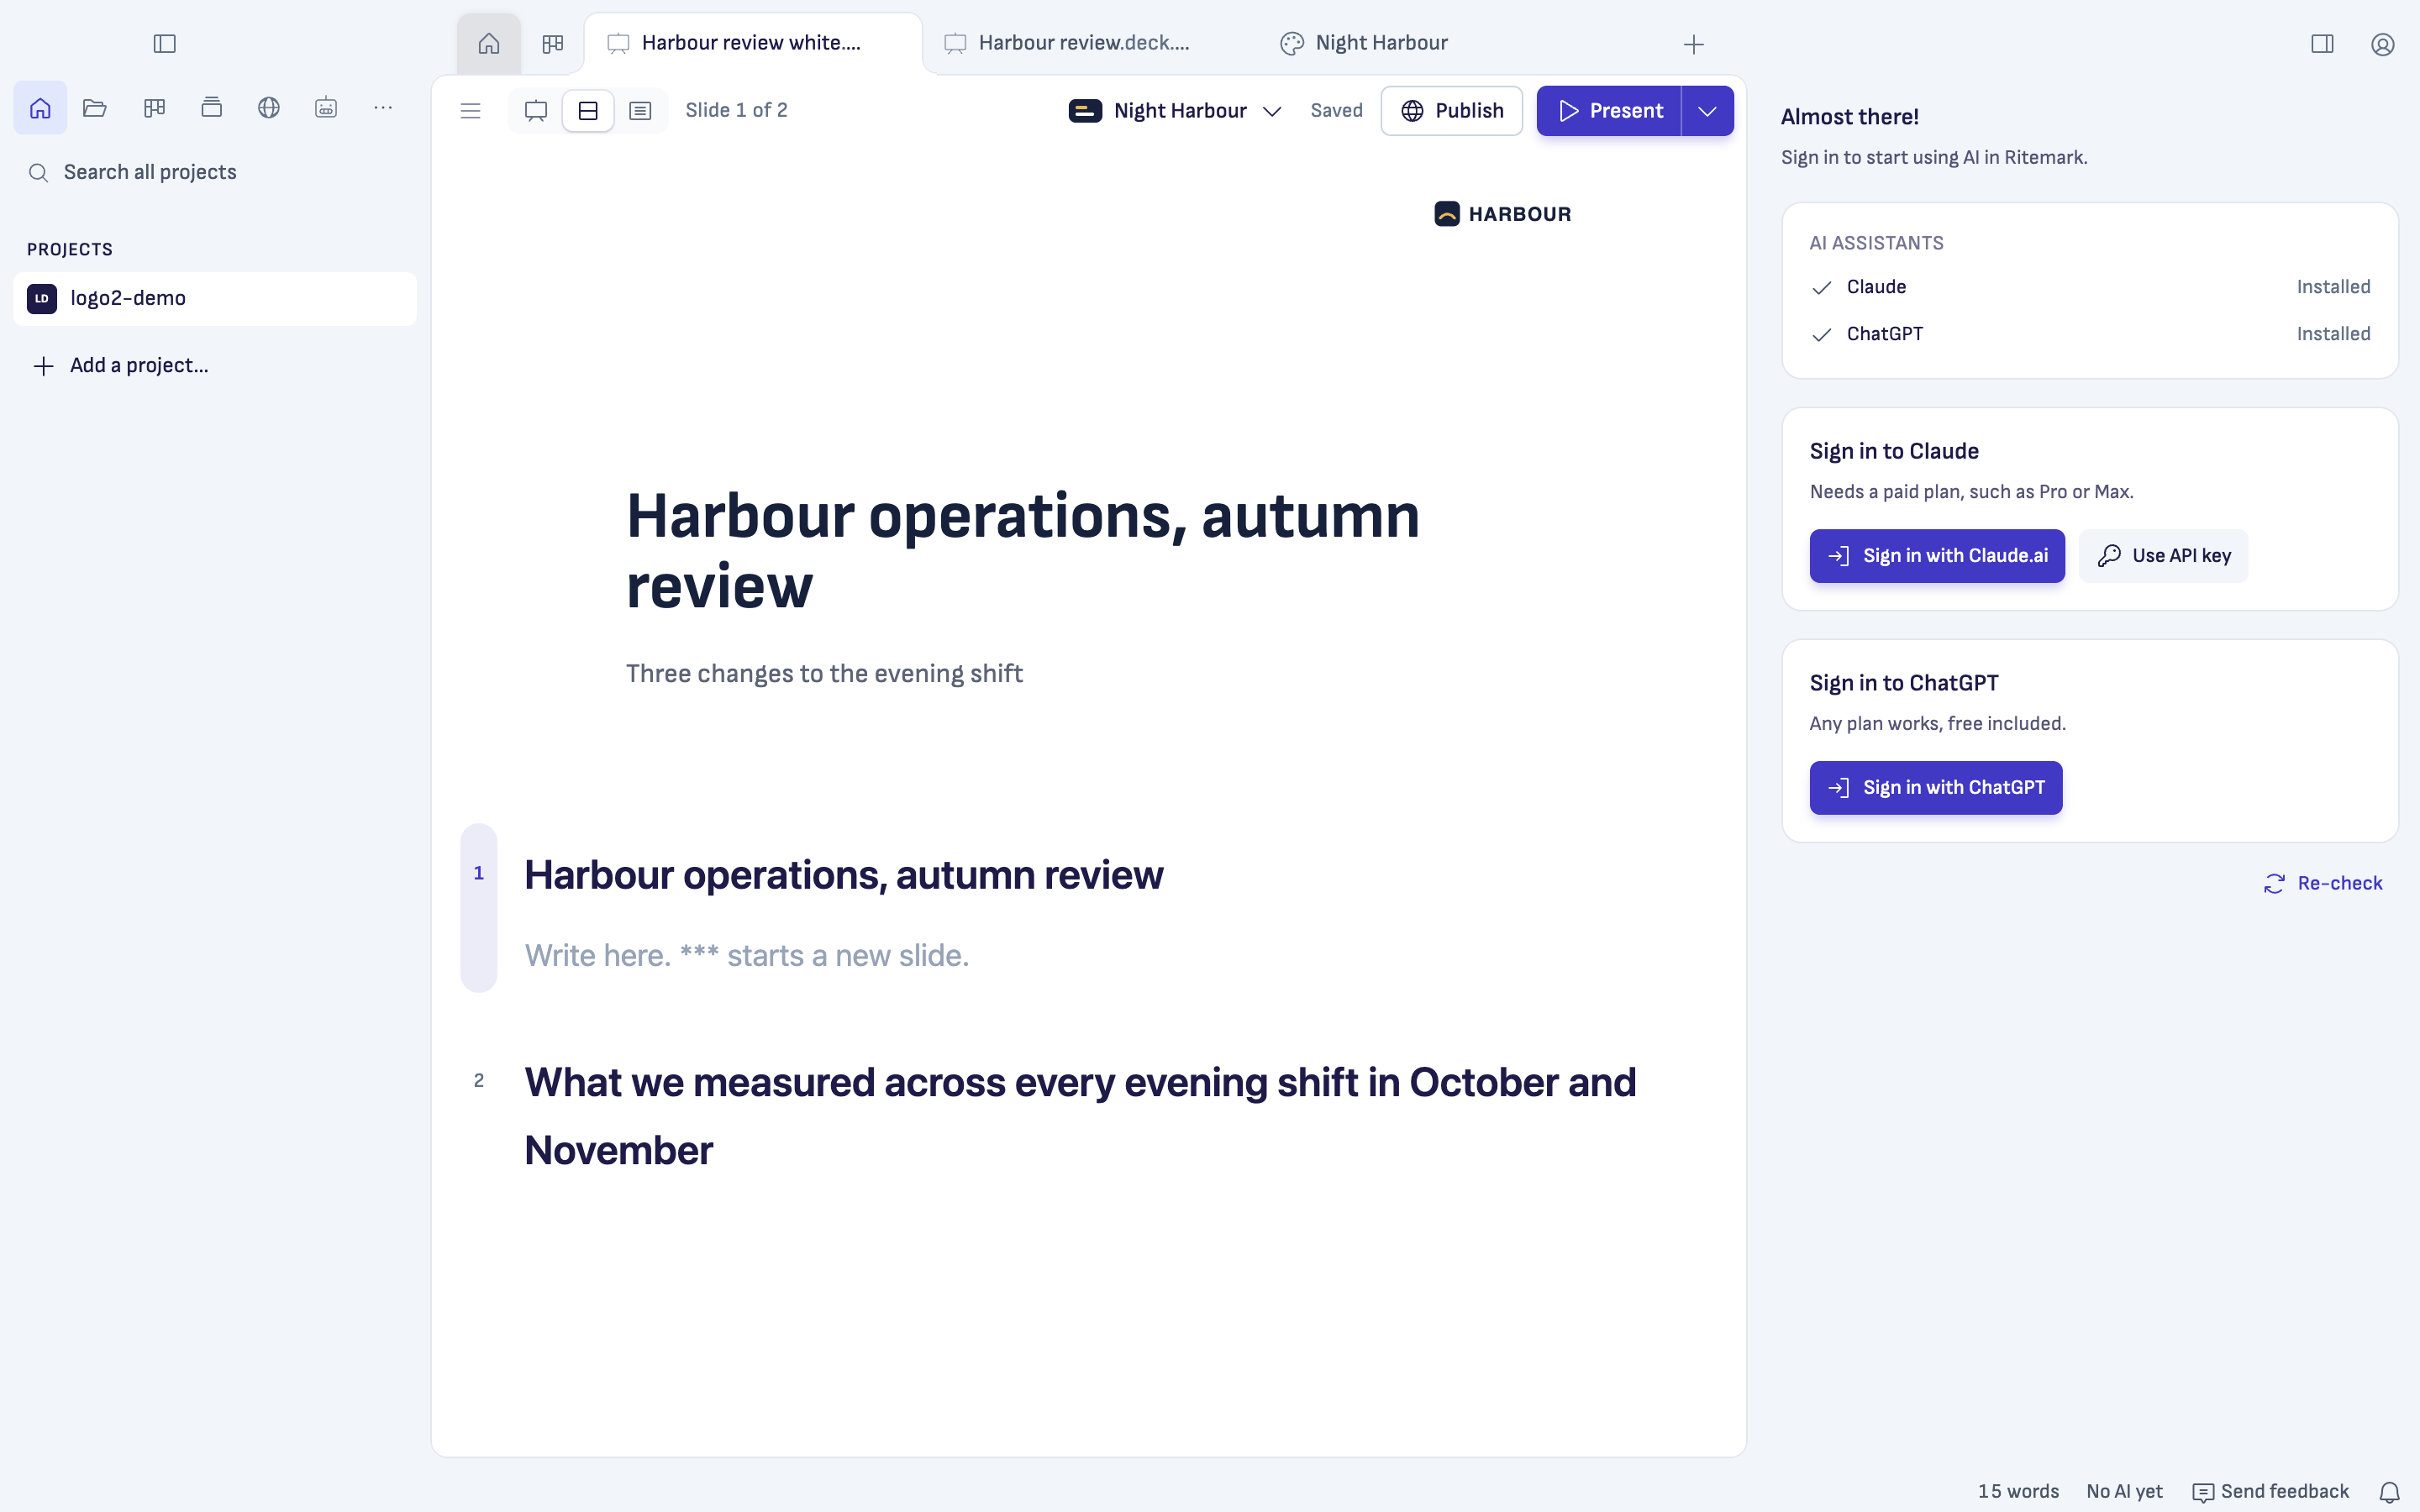 Harbour review white....
Harbour review.deck....
Night Harbour
Search all projects
PROJECTS
LD
logo2-demo
Add a project...
Slide 1 of 2
Night Harbour
Saved
Publish
Present
HARBOUR
Harbour operations, autumn
review
Three changes to the evening shift
1
Harbour operations, autumn review
Write here. *** starts a new slide.
2
What we measured across every evening shift in October and
November
Almost there!
Sign in to start using AI in Ritemark.
AI ASSISTANTS
Claude
Installed
ChatGPT
Installed
Sign in to Claude
Needs a paid plan, such as Pro or Max.
Sign in with Claude.ai
Use API key
Sign in to ChatGPT
Any plan works, free included.
Sign in with ChatGPT
Re-check
15 words
No AI yet
Send feedback